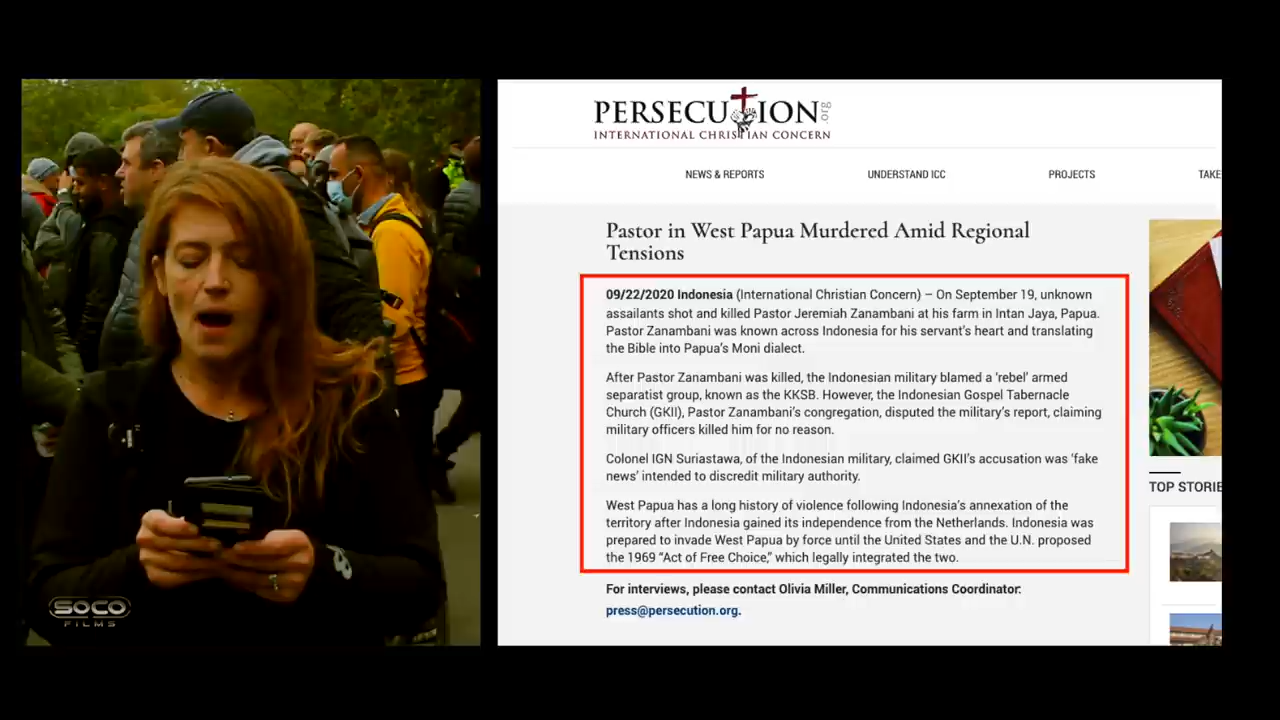 SOCO
FILMS
PERSECUTION.org
INTERNATIONAL CHRISTIAN CONCERN
NEWS & REPORTS UNDERSTAND ICC PROJECTS TAKE
Pastor in West Papua Murdered Amid Regional
Tensions
09/22/2020 Indonesia (International Christian Concern) – On September 19, unknown
assailants shot and killed Pastor Jeremiah Zanambani at his farm in Intan Jaya, Papua.
Pastor Zanambani was known across Indonesia for his servant's heart and translating
the Bible into Papua's Moni dialect.
After Pastor Zanambani was killed, the Indonesian military blamed a 'rebel' armed
separatist group, known as the KKSB. However, the Indonesian Gospel Tabernacle
Church (GKII), Pastor Zanambani's congregation, disputed the military's report, claiming
military officers killed him for no reason.
Colonel IGN Suriastawa, of the Indonesian military, claimed GKII's accusation was 'fake
news' intended to discredit military authority.
West Papua has a long history of violence following Indonesia's annexation of the
territory after Indonesia gained its independence from the Netherlands. Indonesia was
prepared to invade West Papua by force until the United States and the U.N. proposed
the 1969 “Act of Free Choice,” which legally integrated the two.
For interviews, please contact Olivia Miller, Communications Coordinator:
press@persecution.org.
TOP STORIE